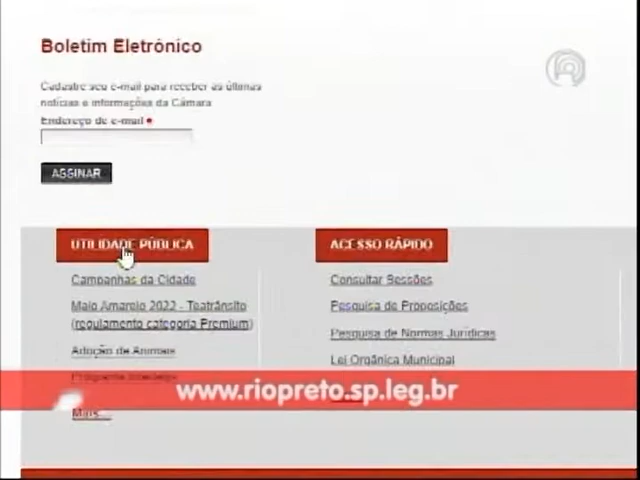 Boletim Eletrônico
Cadastre seu e-mail para receber as últimas
notícias e informações da Câmara
Endereço de e-mail
ASSINAR
UTILIDADE PÚBLICA
Campanhas da Cidade
Maio Amarelo 2022 - Teatrânsito
(regulamento categoria Premium)
Adoção de Animais
Mais...
ACESSO RÁPIDO
Consultar Sessões
Pesquisa de Proposições
Pesquisa de Normas Jurídicas
Lei Orgânica Municipal
www.riopreto.sp.leg.br